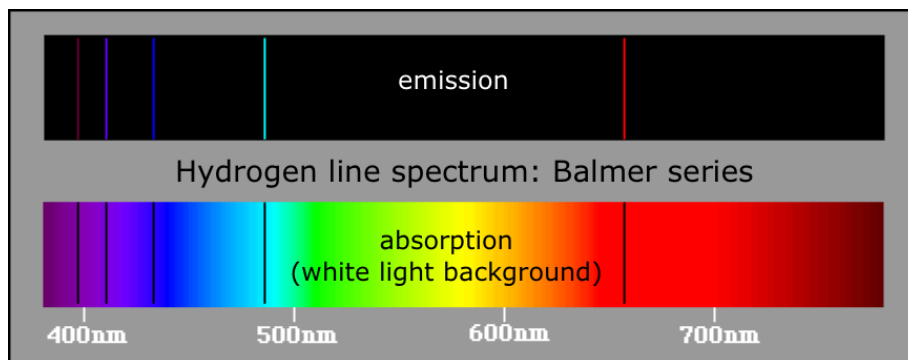 emission
Hydrogen line spectrum: Balmer series
absorption
(white light background)
400nm 500nm 600nm 700nm